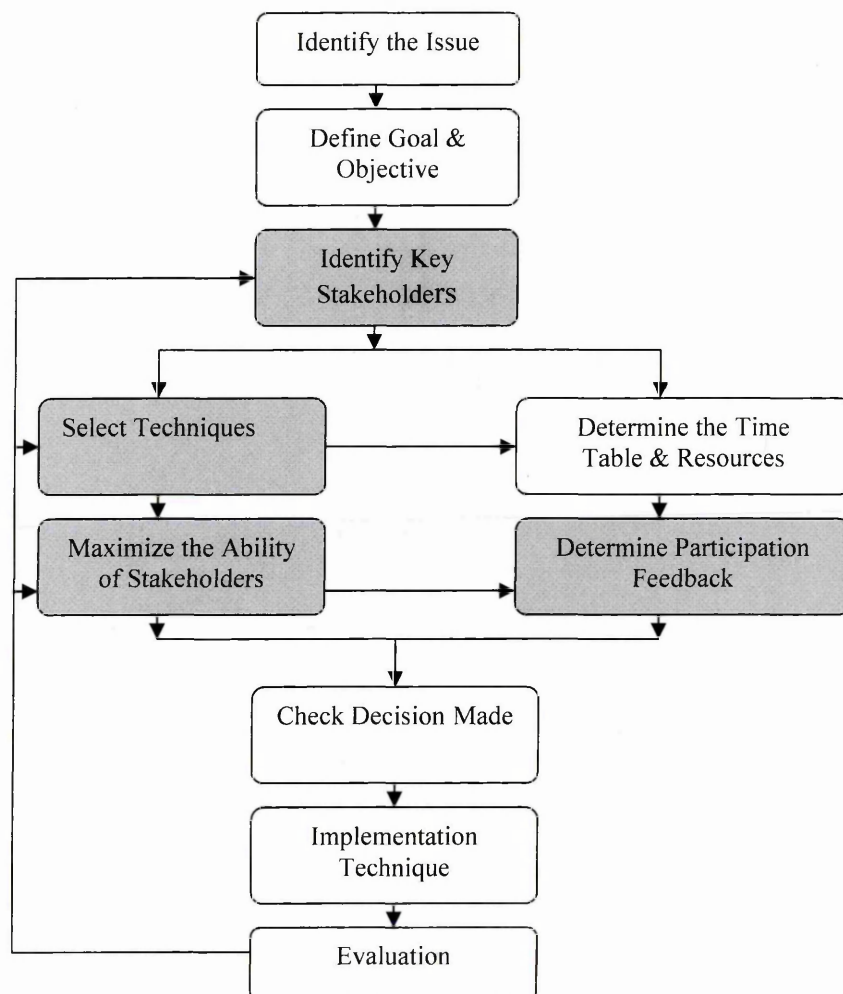 Identify the Issue
Define Goal &
Objective
Identify Key
Stakeholders
Select Techniques
Determine the Time
Table & Resources
Maximize the Ability
of Stakeholders
Determine Participation
Feedback
Check Decision Made
Implementation
Technique
Evaluation